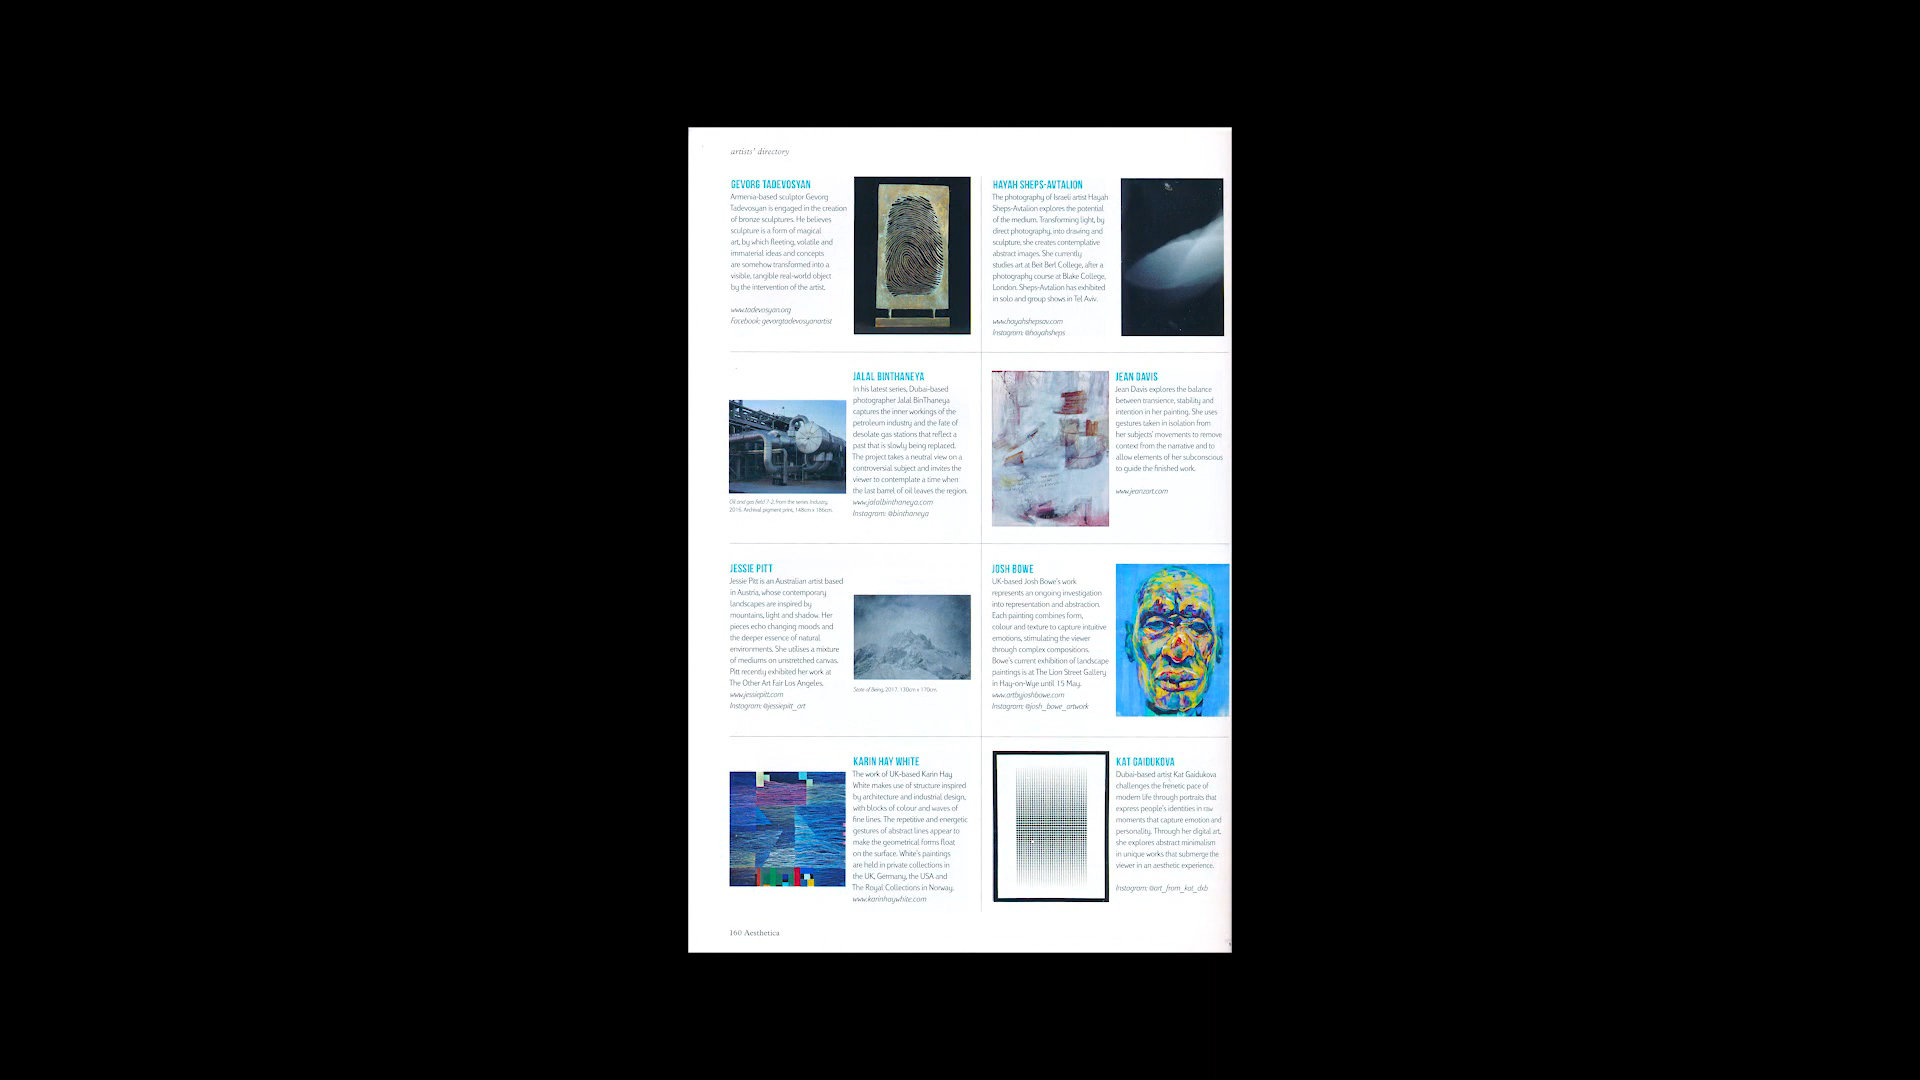 artists' directory
GEVORG TADEVOSYAN
Armenia-based sculptor Gevorg
Tadevosyan is engaged in the creation
of bronze sculptures. He believes
sculpture is a form of magical
art, by which fleeting, volatile and
immaterial ideas and concepts
are somehow transformed into a
visible, tangible real-world object
by the intervention of the artist.
www.tadevosyan.org
Facebook: gevorgtadevosyanartist
HAYAH SHEPS-AVTALION
The photography of Israeli artist Hayah
Sheps-Avtalion explores the potential
of the medium. Transforming light, by
direct photography, into drawing and
sculpture, she creates contemplative
abstract images. She currently
studies art at Beit Berl College, after a
photography course at Blake College,
London. Sheps-Avtalion has exhibited
in solo and group shows in Tel Aviv.
www.hayahshepsav.com
Instagram: @hayahsheps
JALAL BINTHANEYA
In his latest series, Dubai-based
photographer Jalal BinThaneya
captures the inner workings of the
petroleum industry and the fate of
desolate gas stations that reflect a
past that is slowly being replaced.
The project takes a neutral view on a
controversial subject and invites the
viewer to contemplate a time when
the last barrel of oil leaves the region.
www.jalalbinthaneya.com
Instagram: @binthaneya
Oil and gas field 7-2, from the series Industry,
2016. Archival pigment print, 148cm x 186cm.
JEAN DAVIS
Jean Davis explores the balance
between transience, stability and
intention in her painting. She uses
gestures taken in isolation from
her subjects' movements to remove
context from the narrative and to
allow elements of her subconscious
to guide the finished work.
www.jeanzart.com
JESSIE PITT
Jessie Pitt is an Australian artist based
in Austria, whose contemporary
landscapes are inspired by
mountains, light and shadow. Her
pieces echo changing moods and
the deeper essence of natural
environments. She utilises a mixture
of mediums on unstretched canvas.
Pitt recently exhibited her work at
The Other Art Fair Los Angeles.
www.jessiepitt.com
Instagram: @jessiepitt_art
State of Being, 2017. 130cm x 170cm.
JOSH BOWE
UK-based Josh Bowe's work
represents an ongoing investigation
into representation and abstraction.
Each painting combines form,
colour and texture to capture intuitive
emotions, stimulating the viewer
through complex compositions.
Bowe's current exhibition of landscape
paintings is at The Lion Street Gallery
in Hay-on-Wye until 15 May.
www.artbyjoshbowe.com
Instagram: @josh_bowe_artwork
KARIN HAY WHITE
The work of UK-based Karin Hay
White makes use of structure inspired
by architecture and industrial design,
with blocks of colour and waves of
fine lines. The repetitive and energetic
gestures of abstract lines appear to
make the geometrical forms float
on the surface. White's paintings
are held in private collections in
the UK, Germany, the USA and
The Royal Collections in Norway.
www.karinhaywhite.com
KAT GAIDUKOVA
Dubai-based artist Kat Gaidukova
challenges the frenetic pace of
modern life through portraits that
express people's identities in raw
moments that capture emotion and
personality. Through her digital art,
she explores abstract minimalism
in unique works that submerge the
viewer in an aesthetic experience.
Instagram: @art_from_kat_dxb
160 Aesthetica